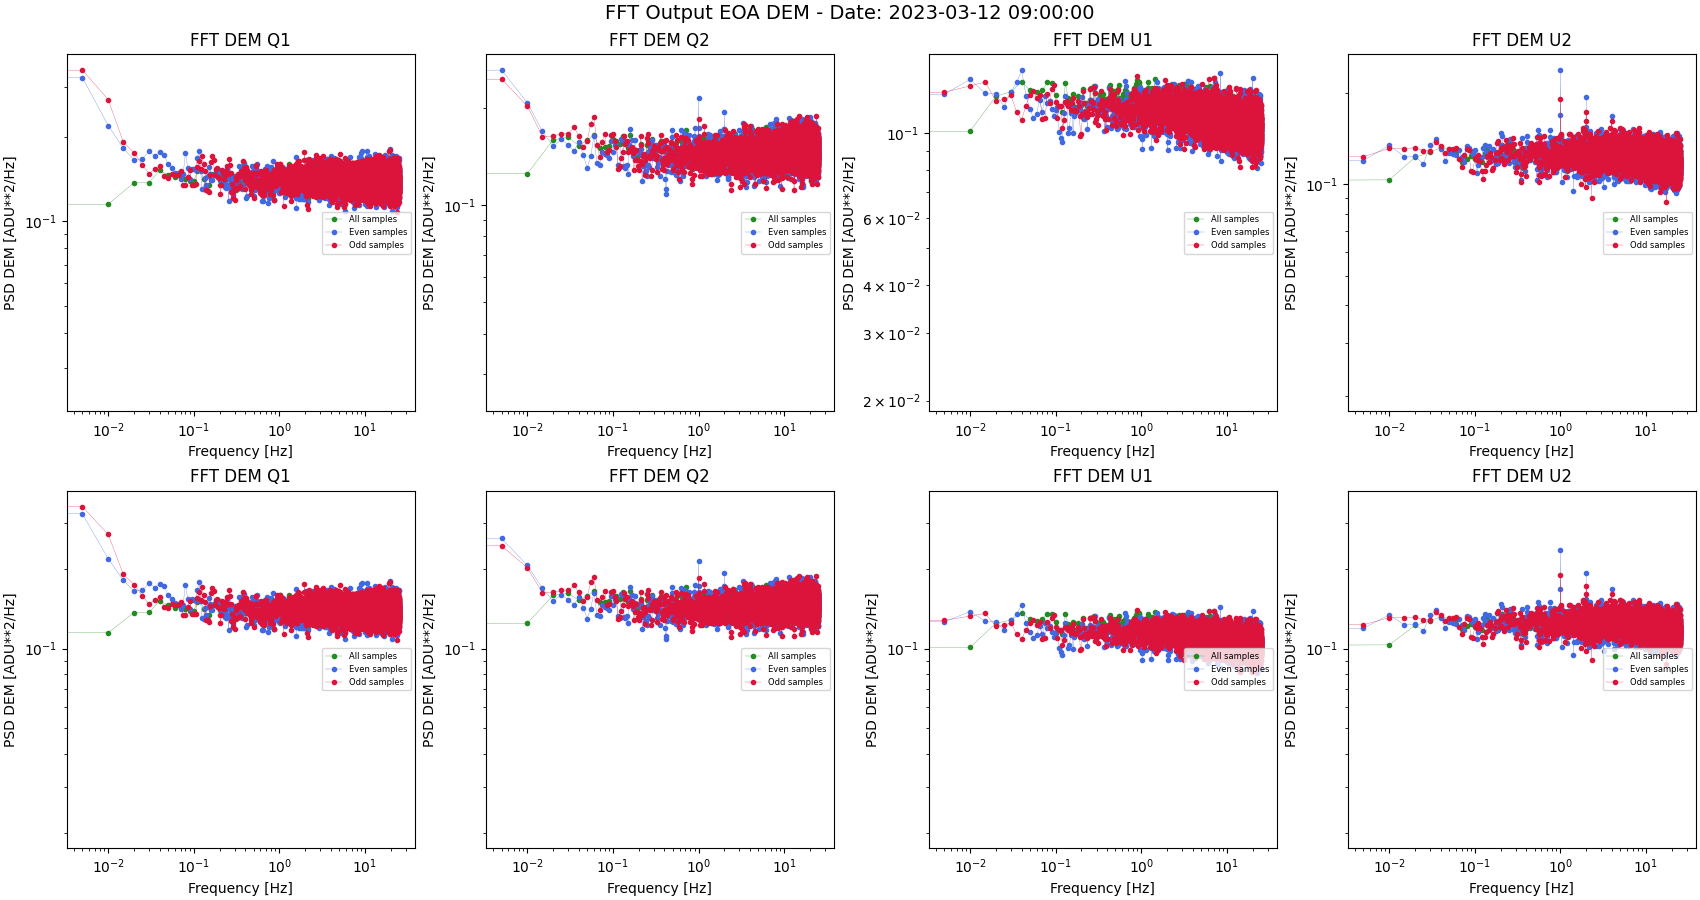 FFT Output EOA DEM - Date: 2023-03-12 09:00:00
FFT DEM Q1
PSD DEM [ADU**2/Hz]
10⁻¹
All samples
Even samples
Odd samples
10⁻² 10⁻¹ 10⁰ 10¹
Frequency [Hz]
FFT DEM Q2
PSD DEM [ADU**2/Hz]
10⁻¹
All samples
Even samples
Odd samples
10⁻² 10⁻¹ 10⁰ 10¹
Frequency [Hz]
FFT DEM U1
PSD DEM [ADU**2/Hz]
10⁻¹
6 × 10⁻²
4 × 10⁻²
3 × 10⁻²
2 × 10⁻²
All samples
Even samples
Odd samples
10⁻² 10⁻¹ 10⁰ 10¹
Frequency [Hz]
FFT DEM U2
PSD DEM [ADU**2/Hz]
10⁻¹
All samples
Even samples
Odd samples
10⁻² 10⁻¹ 10⁰ 10¹
Frequency [Hz]
FFT DEM Q1
PSD DEM [ADU**2/Hz]
10⁻¹
All samples
Even samples
Odd samples
10⁻² 10⁻¹ 10⁰ 10¹
Frequency [Hz]
FFT DEM Q2
PSD DEM [ADU**2/Hz]
10⁻¹
All samples
Even samples
Odd samples
10⁻² 10⁻¹ 10⁰ 10¹
Frequency [Hz]
FFT DEM U1
PSD DEM [ADU**2/Hz]
10⁻¹
All samples
Even samples
Odd samples
10⁻² 10⁻¹ 10⁰ 10¹
Frequency [Hz]
FFT DEM U2
PSD DEM [ADU**2/Hz]
10⁻¹
All samples
Even samples
Odd samples
10⁻² 10⁻¹ 10⁰ 10¹
Frequency [Hz]